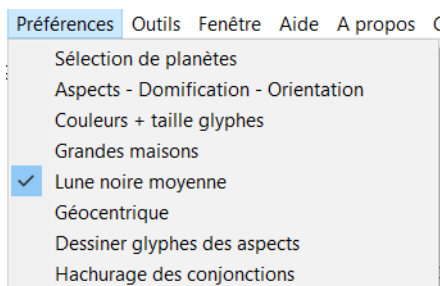 Préférences Outils Fenêtre Aide A propos
Sélection de planètes
Aspects - Domification - Orientation
Couleurs + taille glyphes
Grandes maisons
Lune noire moyenne
Géocentrique
Dessiner glyphes des aspects
Hachurage des conjonctions